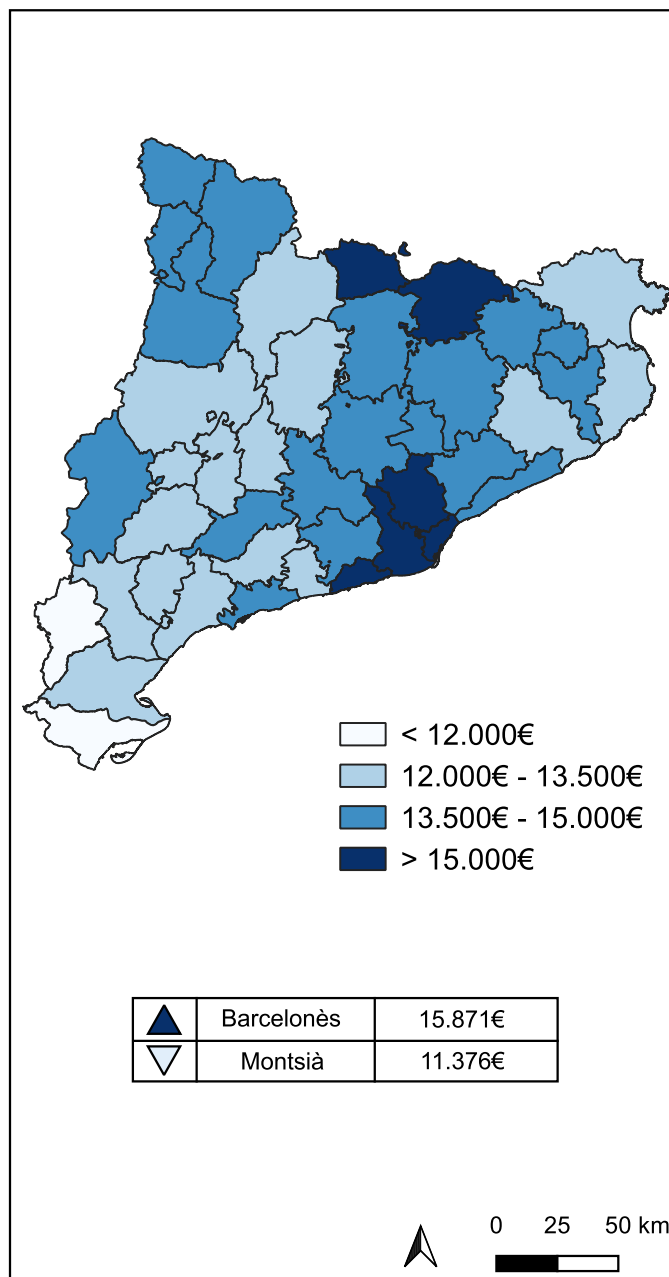 < 12.000€
12.000€ - 13.500€
13.500€ - 15.000€
> 15.000€
Barcelonès 15.871€
Montsià 11.376€
0 25 50 km